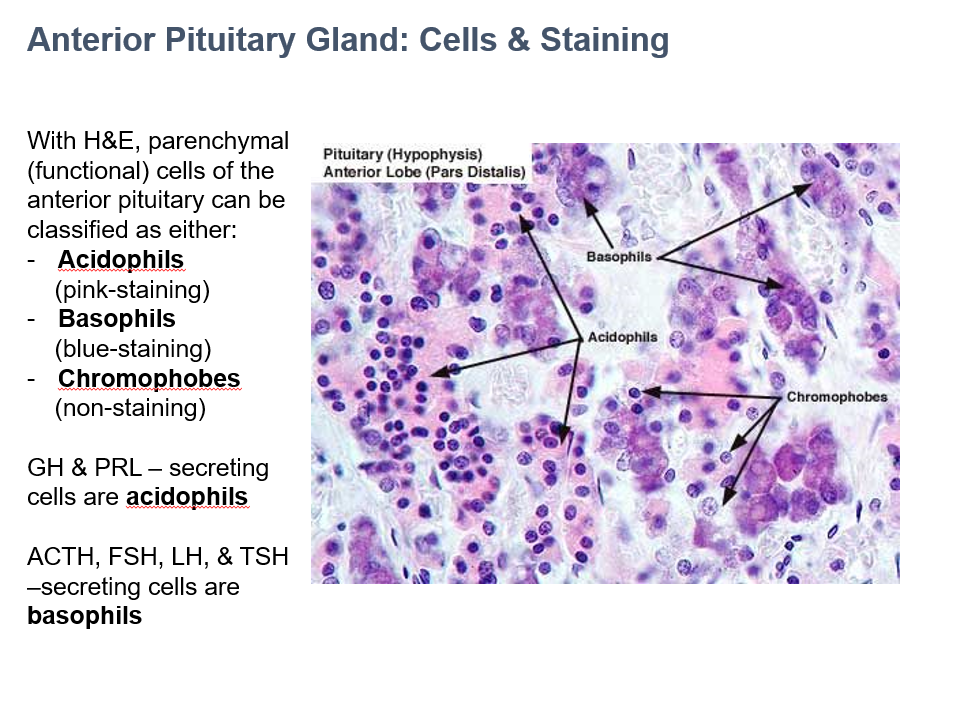 Anterior Pituitary Gland: Cells & Staining
With H&E, parenchymal
(functional) cells of the
anterior pituitary can be
classified as either:
- Acidophils
(pink-staining)
- Basophils
(blue-staining)
- Chromophobes
(non-staining)
GH & PRL – secreting
cells are acidophils
ACTH, FSH, LH, & TSH
–secreting cells are
basophils
Pituitary (Hypophysis)
Anterior Lobe (Pars Distalis)
Basophils
Acidophils
Chromophobes